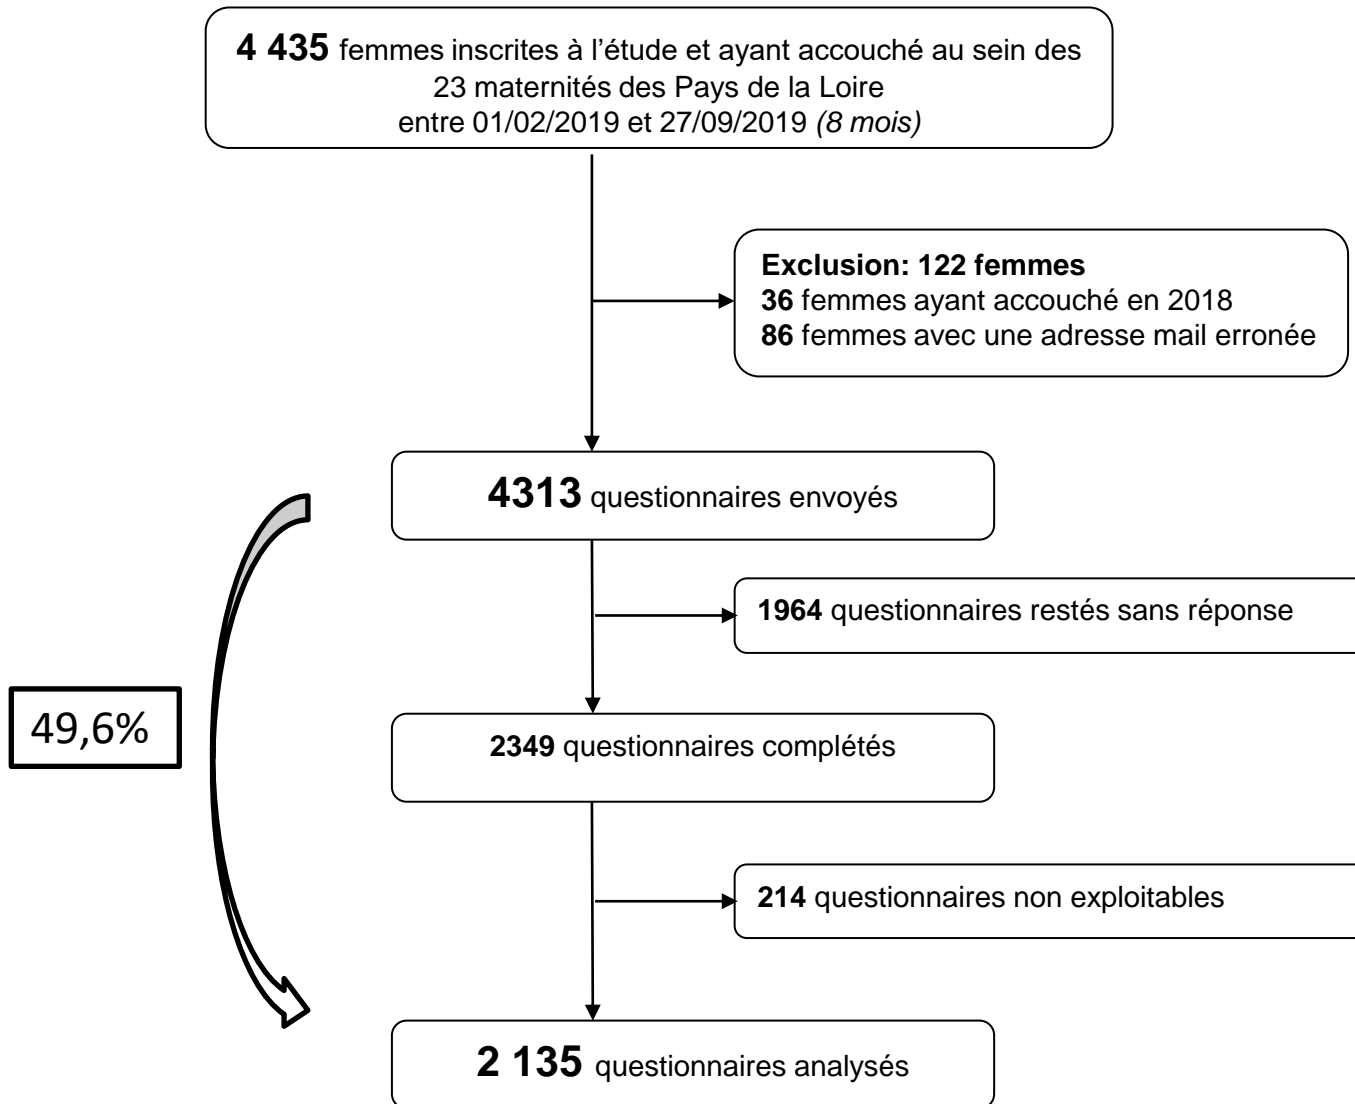 4 435 femmes inscrites à l’étude et ayant accouché au sein des
23 maternités des Pays de la Loire
entre 01/02/2019 et 27/09/2019 (8 mois)
Exclusion: 122 femmes
36 femmes ayant accouché en 2018
86 femmes avec une adresse mail erronée
4313 questionnaires envoyés
1964 questionnaires restés sans réponse
49,6%
2349 questionnaires complétés
214 questionnaires non exploitables
2 135 questionnaires analysés